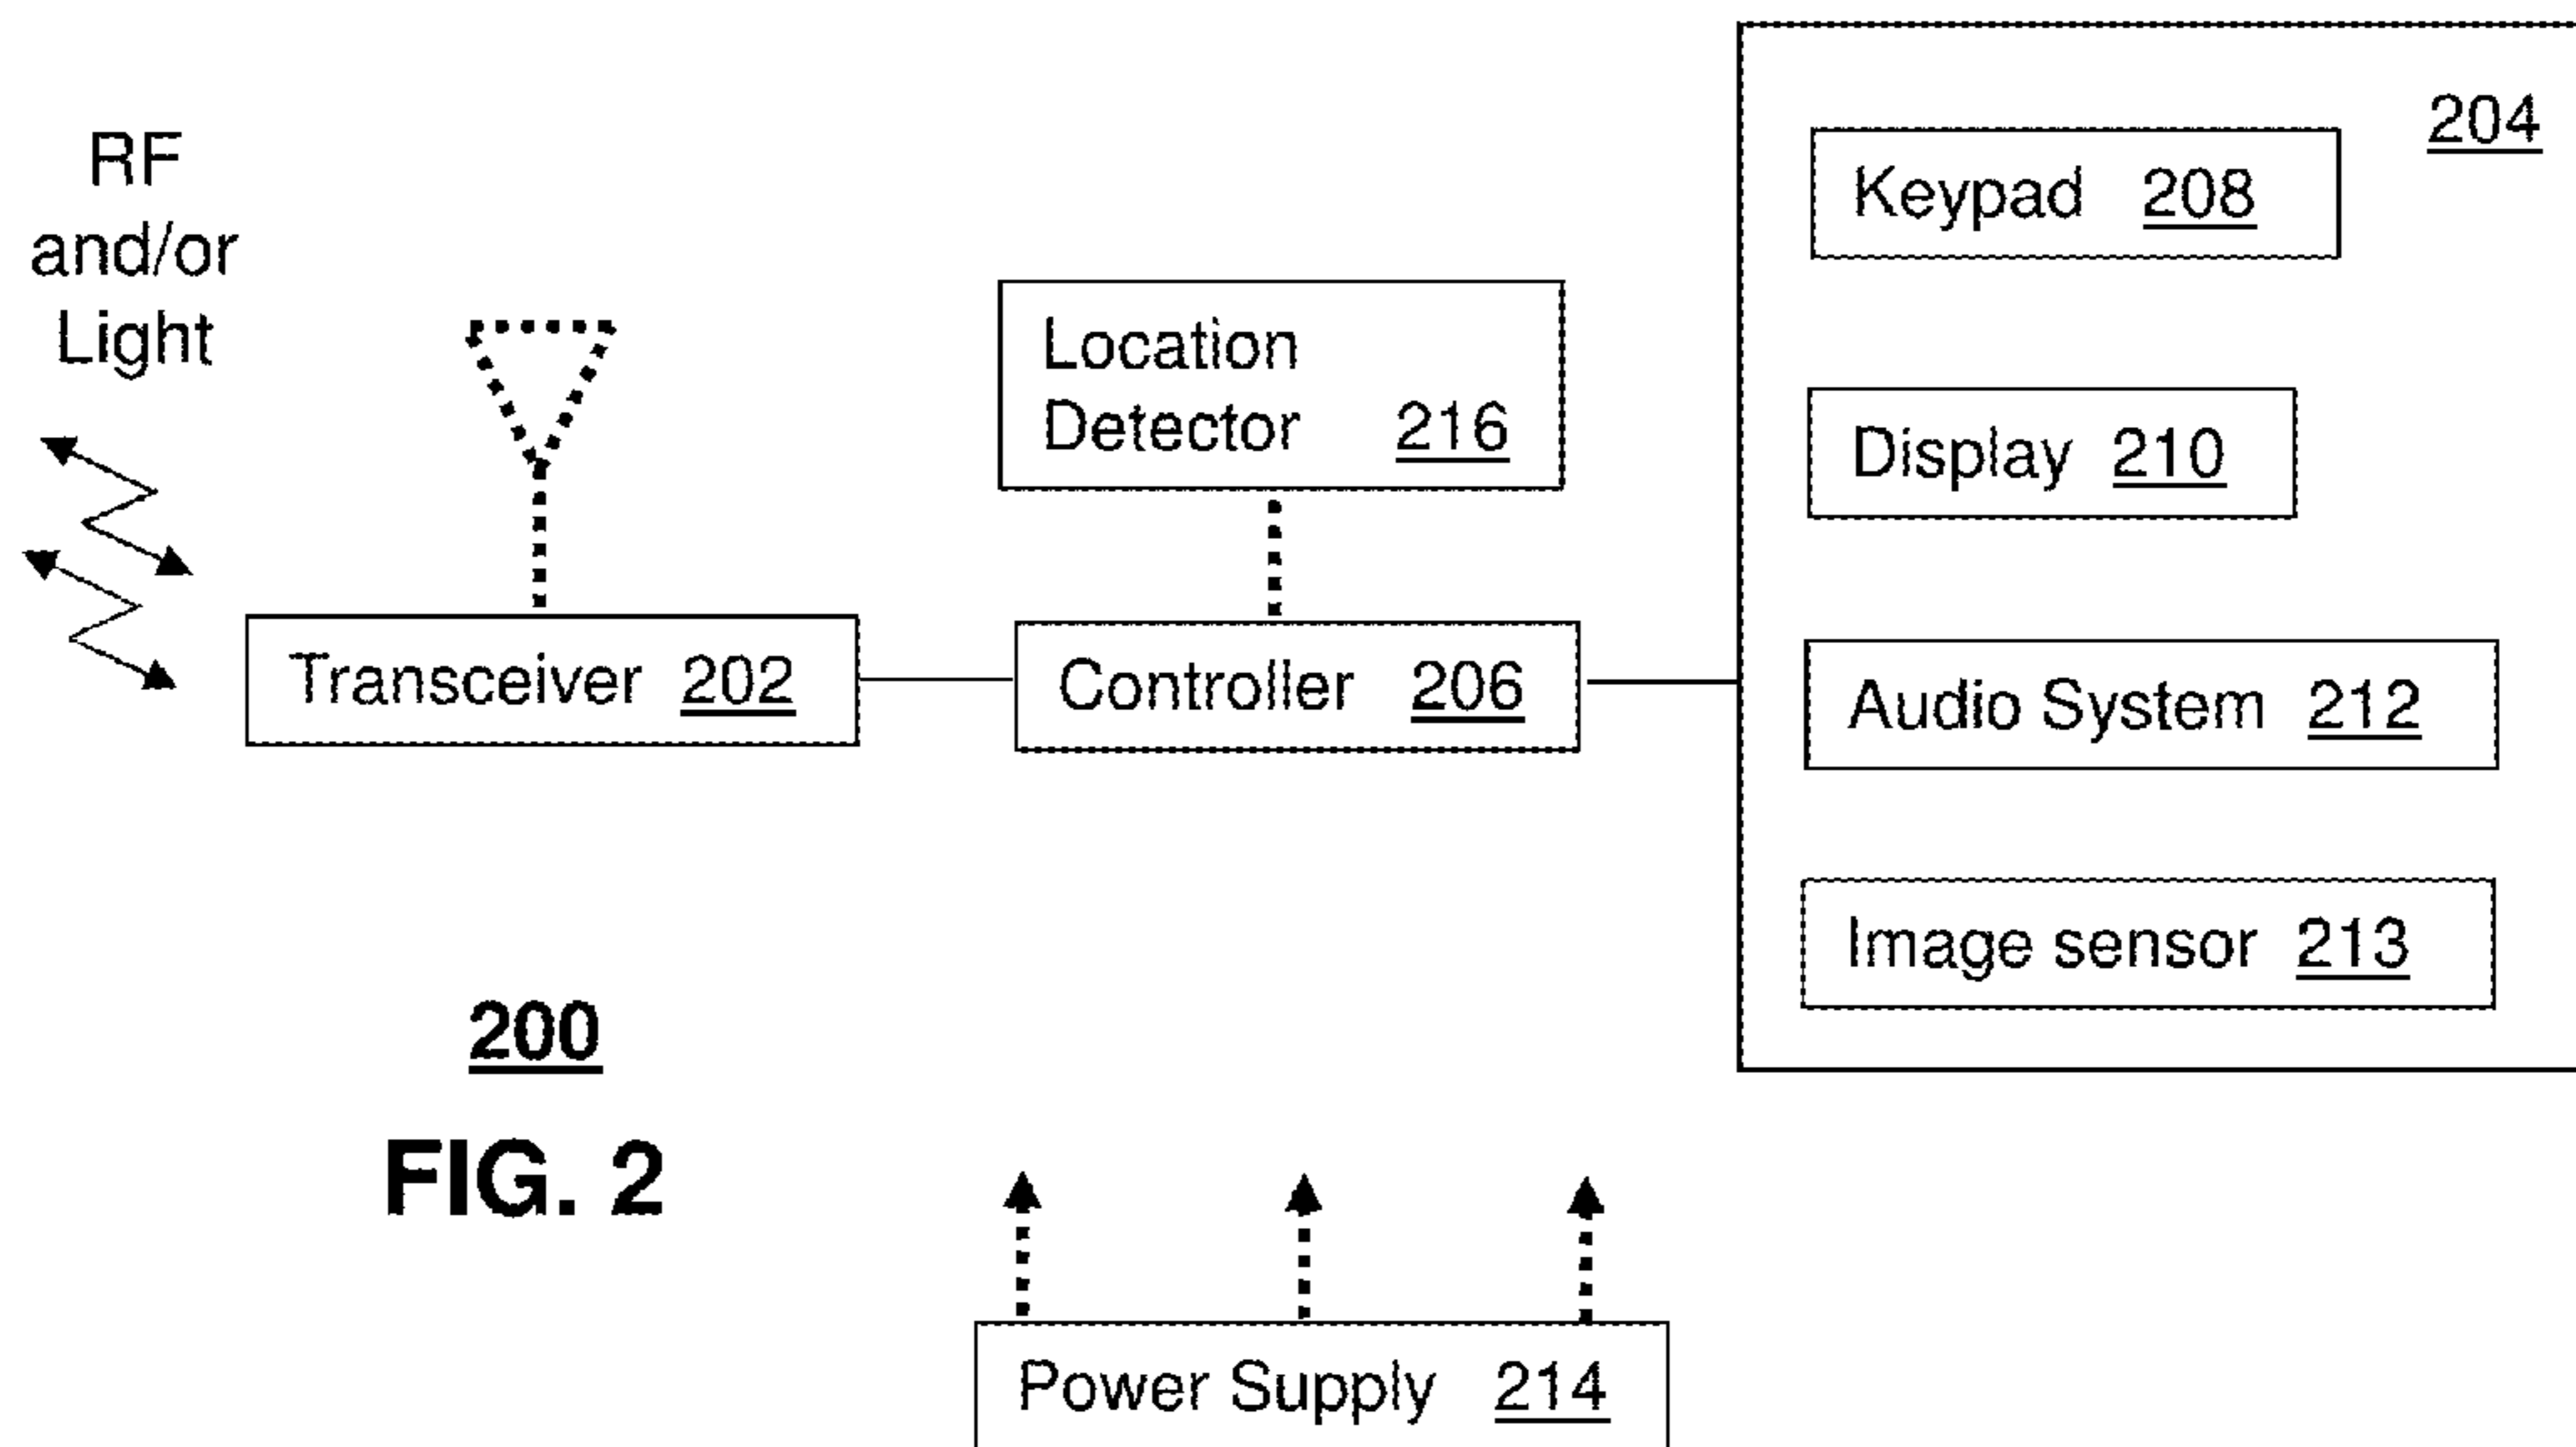 RF
and/or
Light
204
Keypad 208
Location
Detector 216
Display 210
Transceiver 202
Controller 206
Audio System 212
Image sensor 213
200
FIG. 2
Power Supply 214